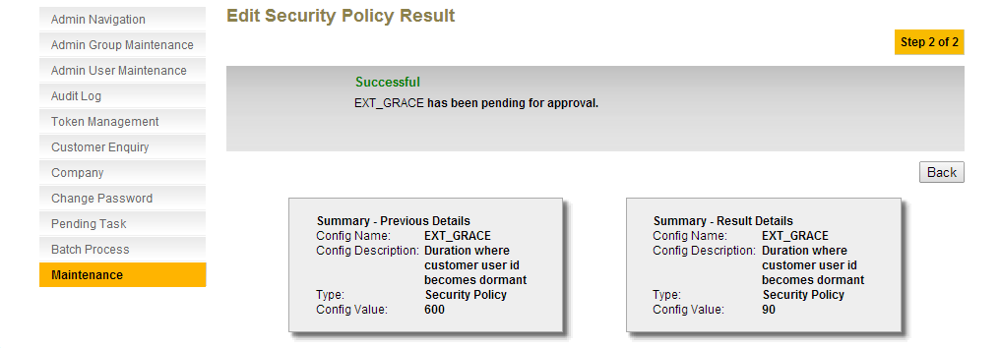 Admin Navigation
Admin Group Maintenance
Admin User Maintenance
Audit Log
Token Management
Customer Enquiry
Company
Change Password
Pending Task
Batch Process
Maintenance
Edit Security Policy Result
Step 2 of 2
Successful
EXT_GRACE has been pending for approval.
Back
Summary - Previous Details
Config Name: EXT_GRACE
Config Description: Duration where
customer user id
becomes dormant
Type: Security Policy
Config Value: 600
Summary - Result Details
Config Name: EXT_GRACE
Config Description: Duration where
customer user id
becomes dormant
Type: Security Policy
Config Value: 90